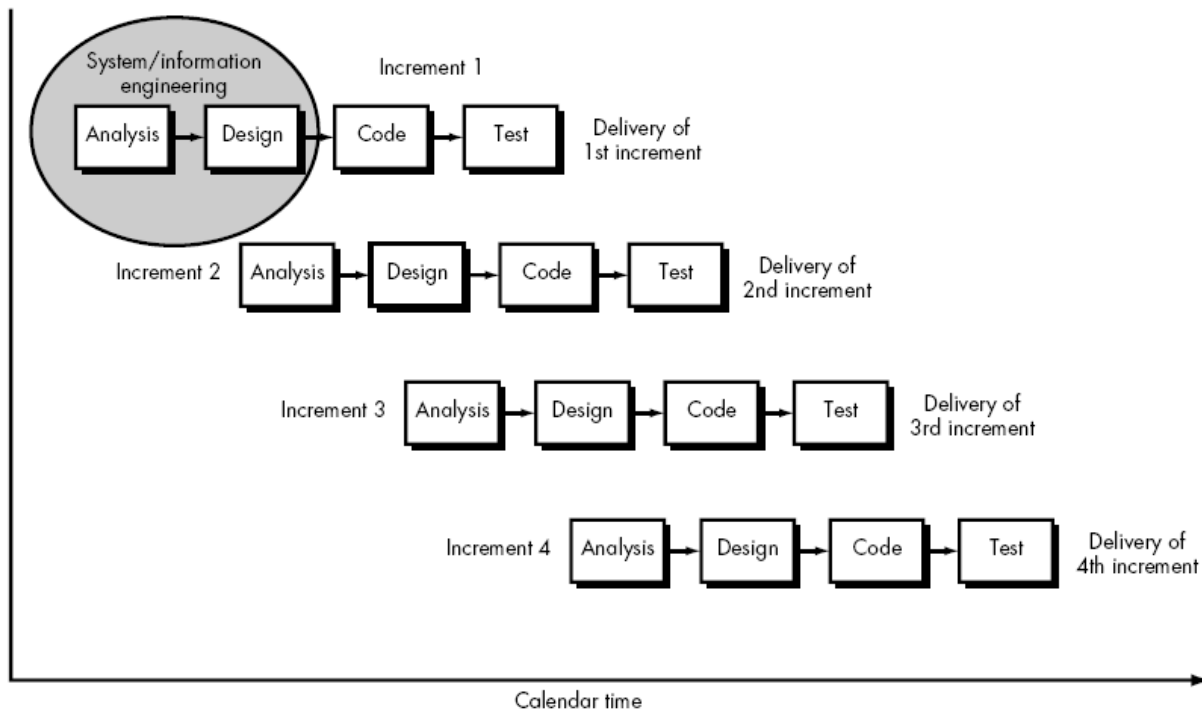 System/information
engineering
Increment 1
Analysis
Design
Code
Test
Delivery of
1st increment
Increment 2
Analysis
Design
Code
Test
Delivery of
2nd increment
Increment 3
Analysis
Design
Code
Test
Delivery of
3rd increment
Increment 4
Analysis
Design
Code
Test
Delivery of
4th increment
Calendar time